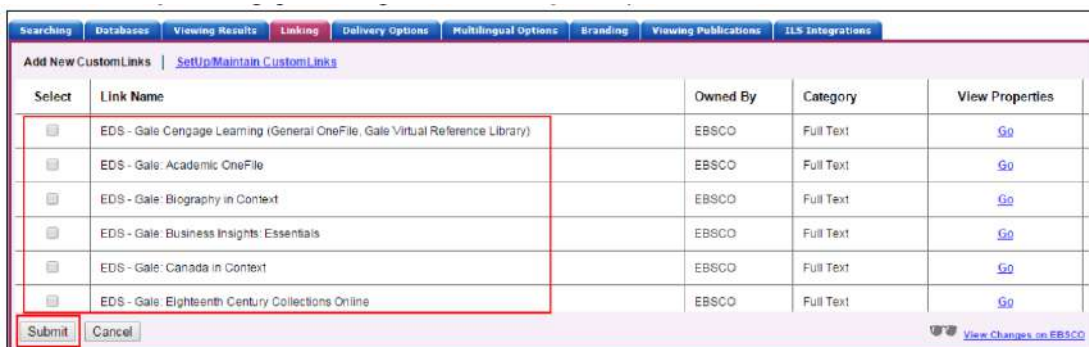 Searching Databases Viewing Results Linking Delivery Options Multilingual Options Branding Viewing Publications ILS Integrations
Add New CustomLinks | SetUp/Maintain CustomLinks
Select Link Name Owned By Category View Properties
EDS - Gale Cengage Learning (General OneFile, Gale Virtual Reference Library) EBSCO Full Text Go
EDS - Gale: Academic OneFile EBSCO Full Text Go
EDS - Gale: Biography in Context EBSCO Full Text Go
EDS - Gale: Business Insights: Essentials EBSCO Full Text Go
EDS - Gale: Canada in Context EBSCO Full Text Go
EDS - Gale: Eighteenth Century Collections Online EBSCO Full Text Go
Submit Cancel View Changes on EBSCO